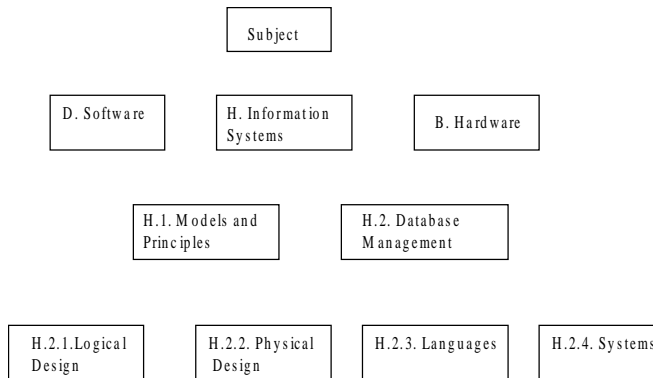 Subject
D. Software
H. Information
Systems
B. Hardware
H.1. Models and
Principles
H.2. Database
Management
H.2.1.Logical
Design
H.2.2. Physical
Design
H.2.3. Languages
H.2.4. Systems